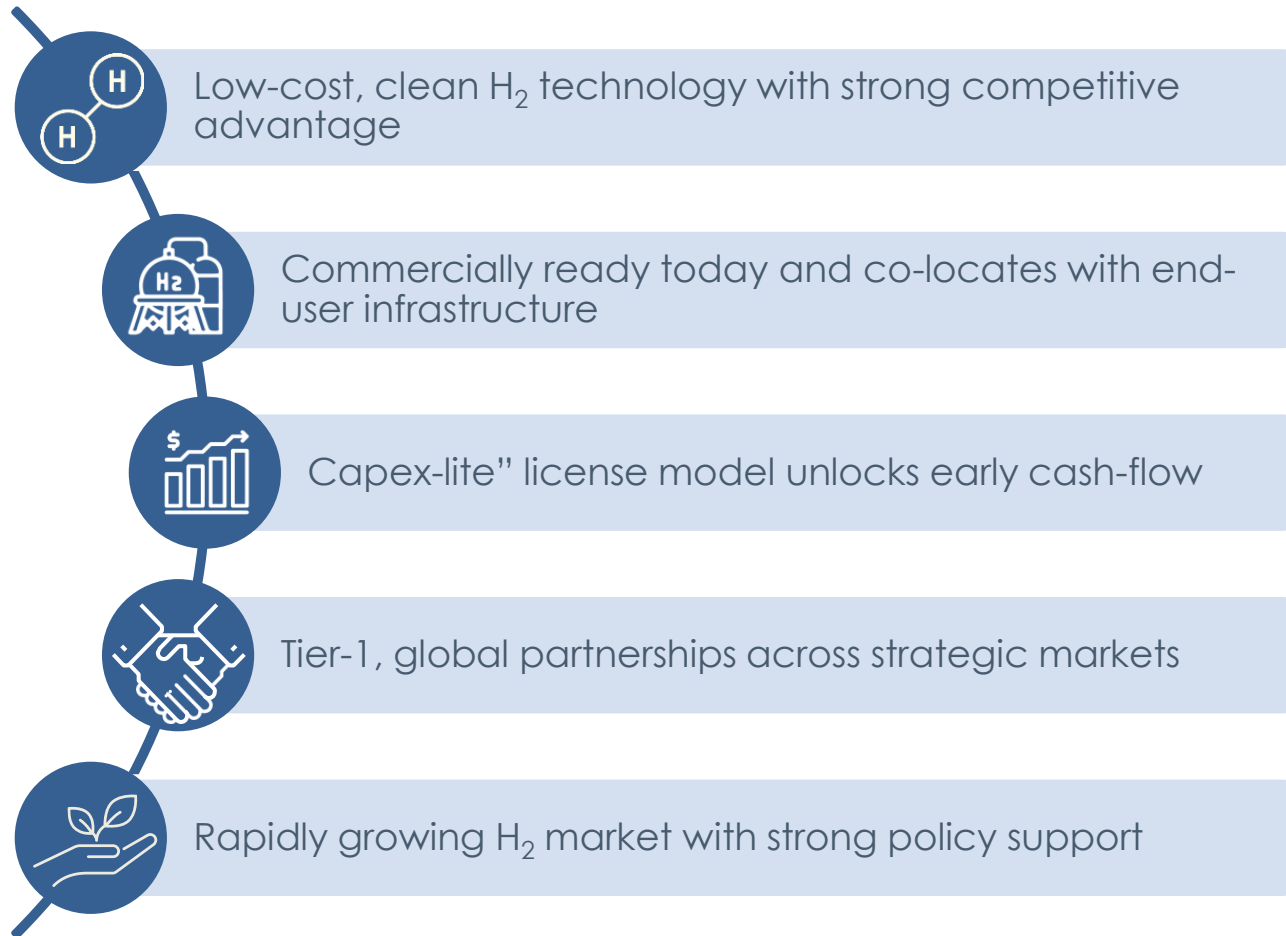 H
H
Low-cost, clean H₂ technology with strong competitive
advantage
H2
Commercially ready today and co-locates with end-
user infrastructure
$
Capex-lite” license model unlocks early cash-flow
Tier-1, global partnerships across strategic markets
Rapidly growing H₂ market with strong policy support